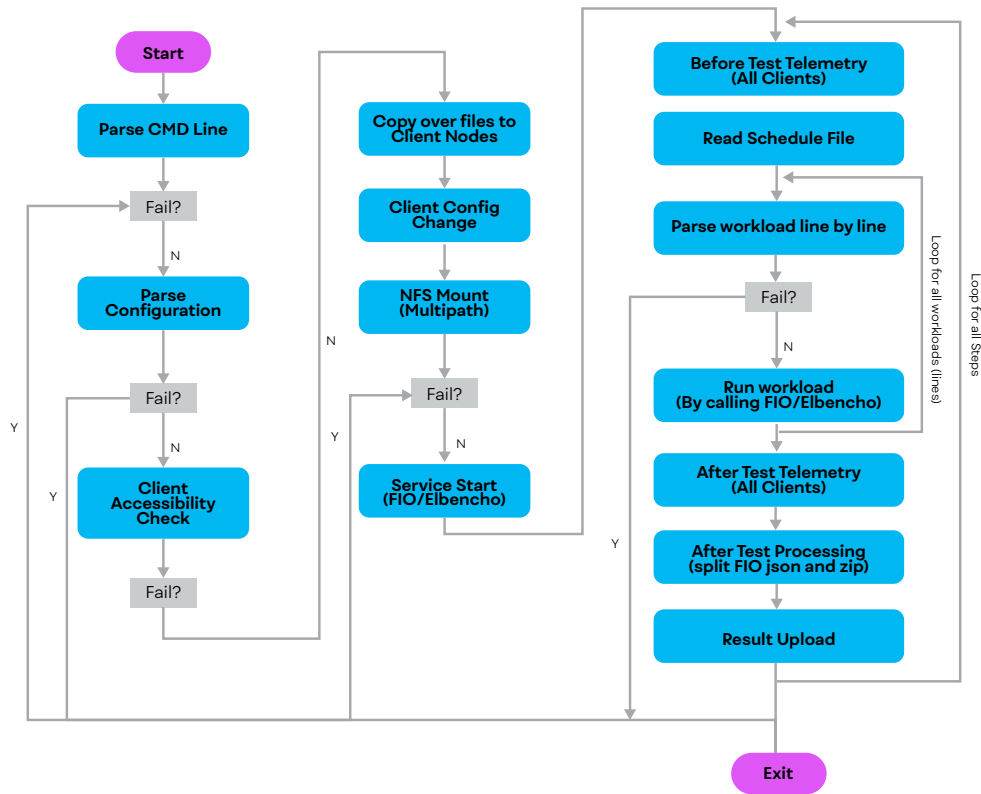 Start
Parse CMD Line
Fail?
N
Parse
Configuration
Fail?
N
Y
Y
Client
Accessibility
Check
Fail?
N
Copy over files to
Client Nodes
Client Config
Change
NFS Mount
(Multipath)
Fail?
Y
N
Service Start
(FIO/Elbencho)
Before Test Telemetry
(All Clients)
Read Schedule File
Parse workload line by line
Fail?
N
Y
Run workload
(By calling FIO/Elbencho)
After Test Telemetry
(All Clients)
After Test Processing
(split FIO json and zip)
Result Upload
Loop for all workloads (lines)
Loop for all Steps
Exit